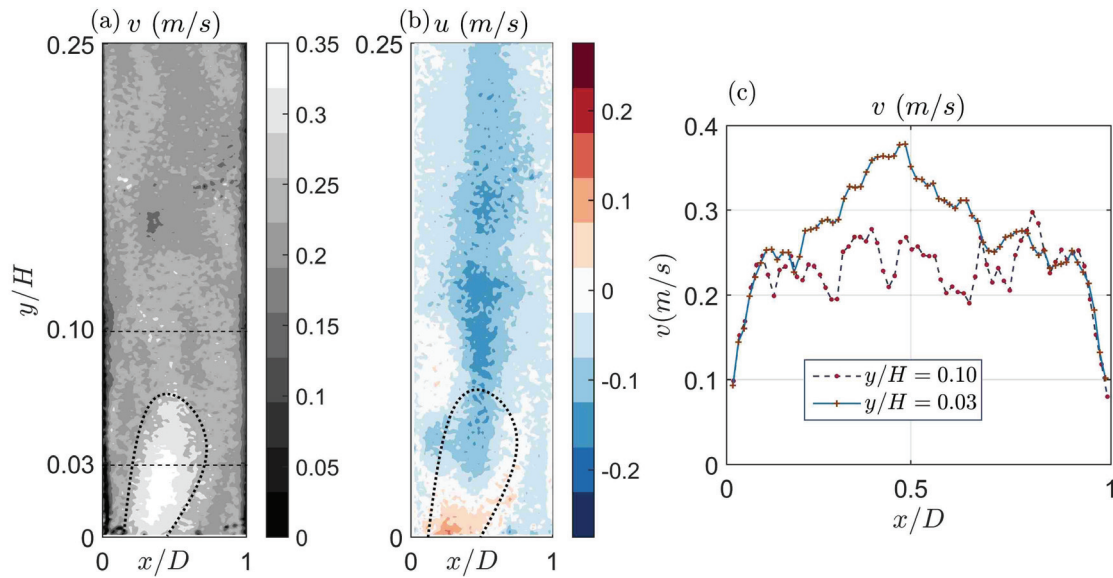 (a) v (m/s)
0.25
0.10
0.03
0
y/H
0 x/D 1
0.35
0.3
0.25
0.2
0.15
0.1
0.05
0
(b) u (m/s)
0.25
0
0 x/D 1
0.2
0.1
0
-0.1
-0.2
(c)
v (m/s)
0.4
0.3
0.2
0.1
0
v(m/s)
y/H = 0.10
y/H = 0.03
0 0.5 1
x/D